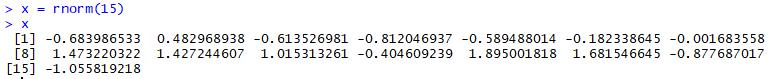 > x = rnorm(15)
> x
[1] -0.683986533 0.482968938 -0.613526981 -0.812046937 -0.589488014 -0.182338645 -0.001683558
[8] 1.473220322 1.427244607 1.015313261 -0.404609239 1.895001818 1.681546645 -0.877687017
[15] -1.055819218